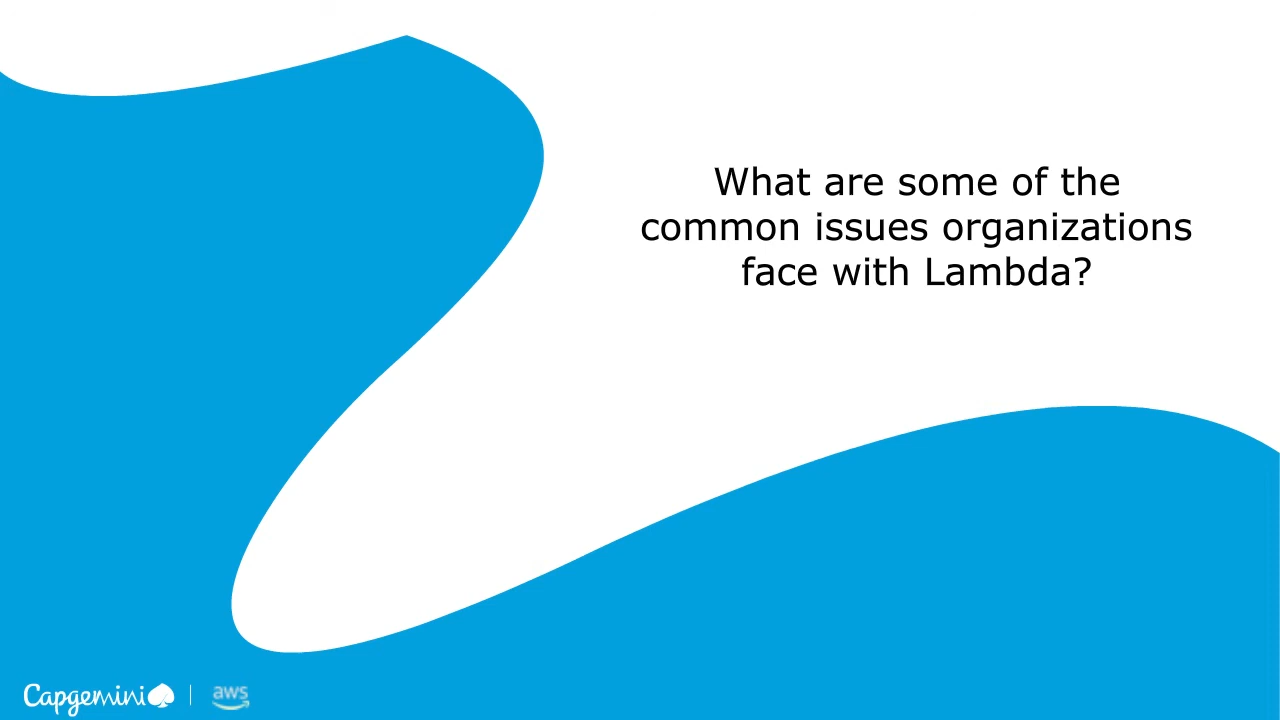 What are some of the
common issues organizations
face with Lambda?
Capgemini
aws